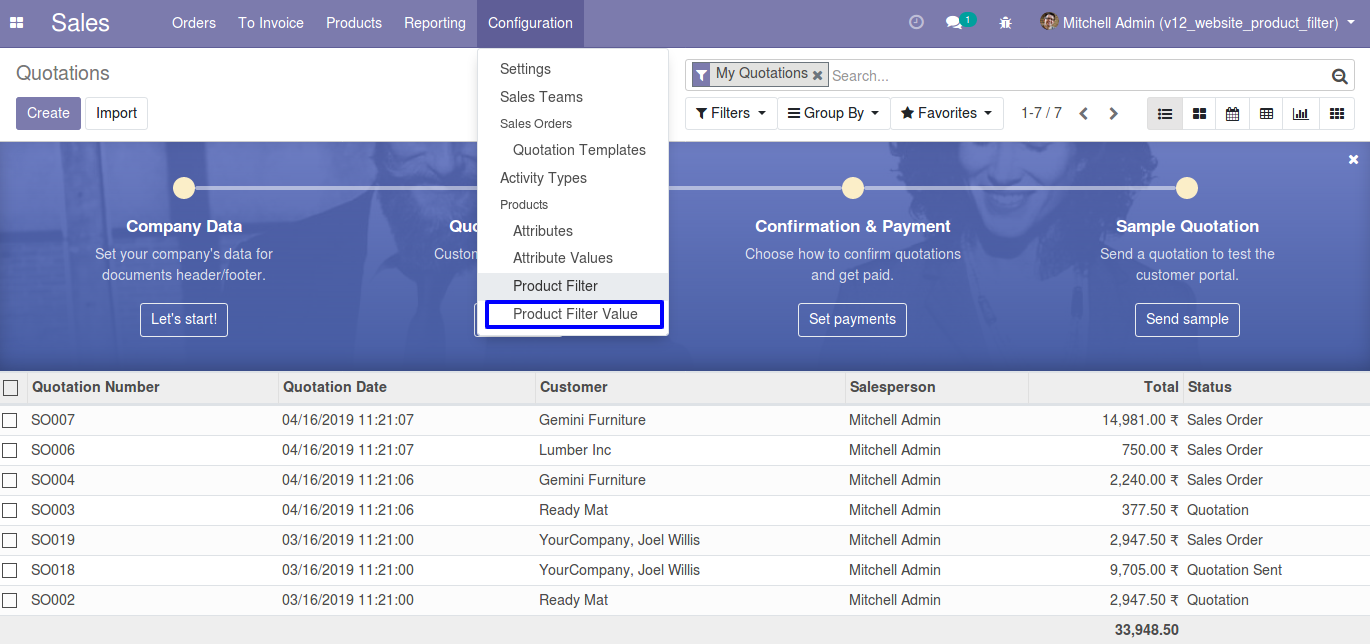 Sales Orders To Invoice Products Reporting Configuration 1 Mitchell Admin (v12_website_product_filter)
Quotations
My Quotations Search...
Create Import
Filters Group By Favorites 1-7 / 7
Settings
Sales Teams
Sales Orders
Quotation Templates
Activity Types
Products
Attributes
Attribute Values
Product Filter
Product Filter Value
Company Data
Set your company's data for
documents header/footer.
Let's start!
Quo
Custom
Confirmation & Payment
Choose how to confirm quotations
and get paid.
Set payments
Sample Quotation
Send a quotation to test the
customer portal.
Send sample
Quotation Number Quotation Date Customer Salesperson Total Status
SO007 04/16/2019 11:21:07 Gemini Furniture Mitchell Admin 14,981.00 ₹ Sales Order
SO006 04/16/2019 11:21:07 Lumber Inc Mitchell Admin 750.00 ₹ Sales Order
SO004 04/16/2019 11:21:06 Gemini Furniture Mitchell Admin 2,240.00 ₹ Sales Order
SO003 04/16/2019 11:21:06 Ready Mat Mitchell Admin 377.50 ₹ Quotation
SO019 03/16/2019 11:21:00 YourCompany, Joel Willis Mitchell Admin 2,947.50 ₹ Sales Order
SO018 03/16/2019 11:21:00 YourCompany, Joel Willis Mitchell Admin 9,705.00 ₹ Quotation Sent
SO002 03/16/2019 11:21:00 Ready Mat Mitchell Admin 2,947.50 ₹ Quotation
33,948.50